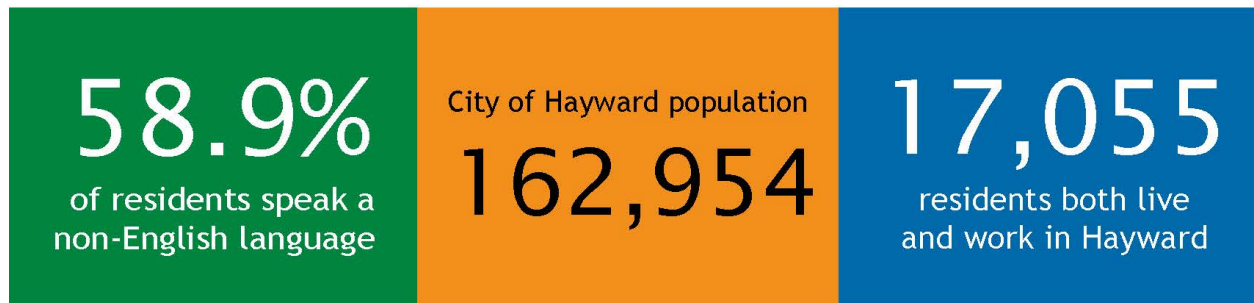 58.9%
of residents speak a
non-English language
City of Hayward population
162,954
17,055
residents both live
and work in Hayward